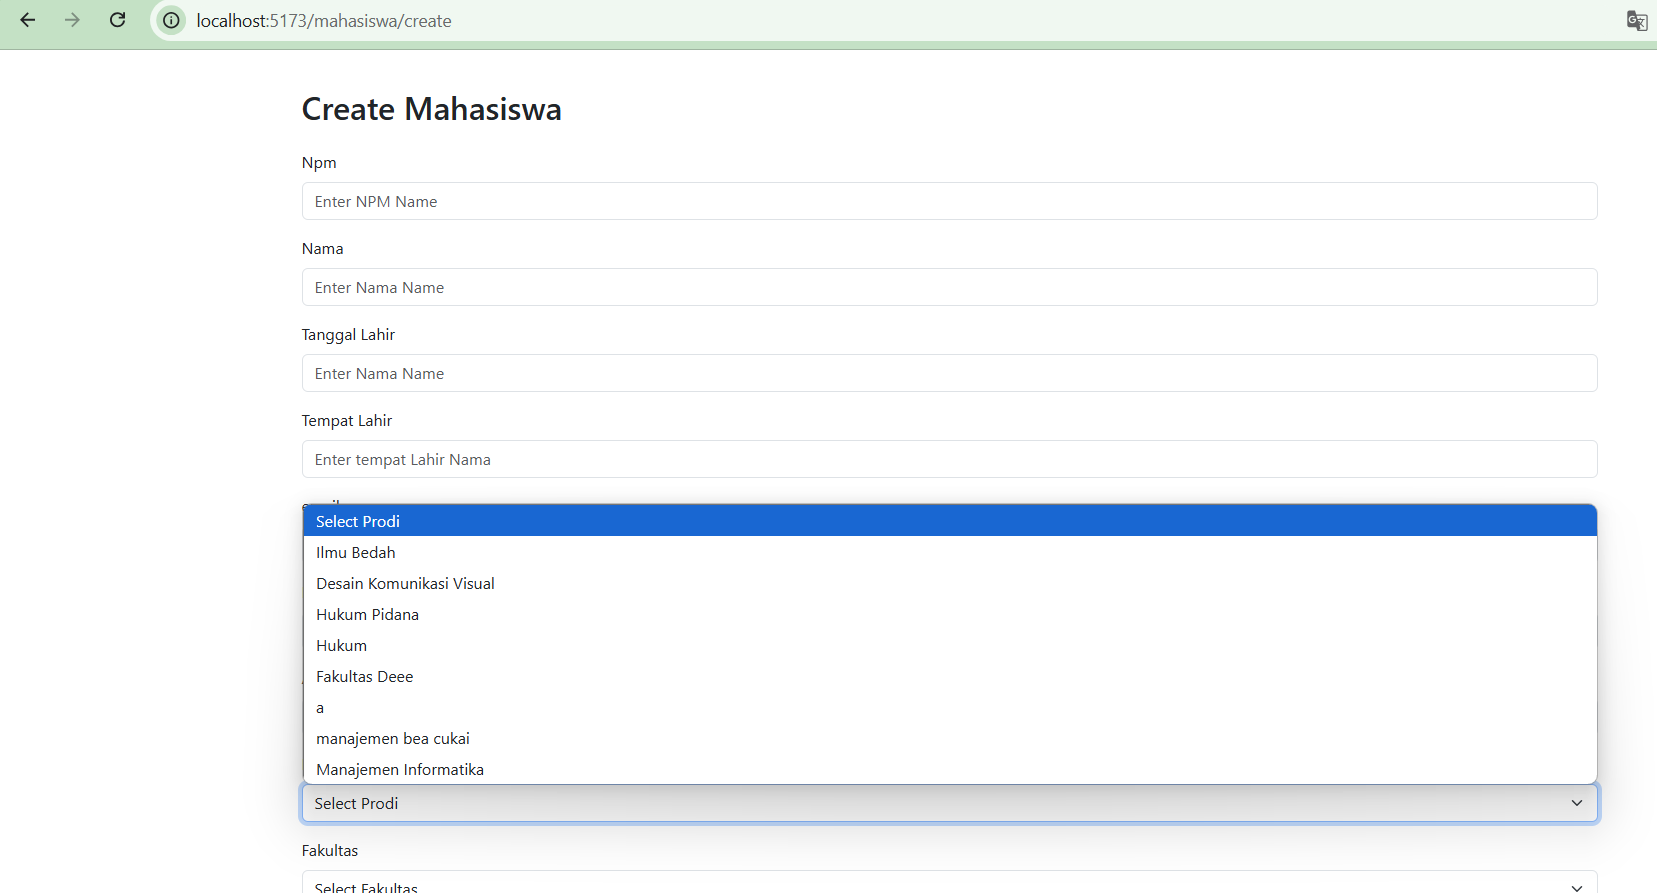 localhost:5173/mahasiswa/create
Create Mahasiswa
Npm
Enter NPM Name
Nama
Enter Nama Name
Tanggal Lahir
Enter Nama Name
Tempat Lahir
Enter tempat Lahir Nama
Select Prodi
Ilmu Bedah
Desain Komunikasi Visual
Hukum Pidana
Hukum
Fakultas Deee
a
manajemen bea cukai
Manajemen Informatika
Select Prodi
Fakultas
Select Fakultas